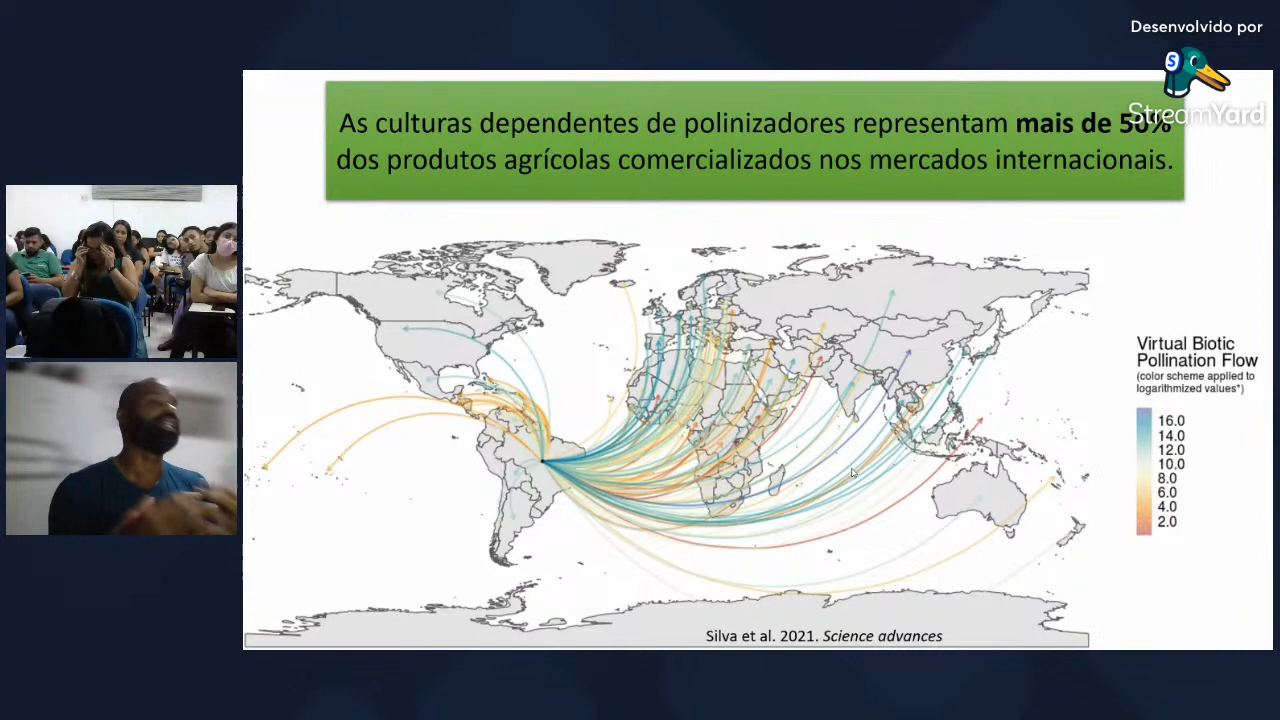 Desenvolvido por
StreamYard
As culturas dependentes de polinizadores representam mais de 50%
dos produtos agrícolas comercializados nos mercados internacionais.
Virtual Biotic
Pollination Flow
(color scheme applied to
logarithmized values*)
16.0
14.0
12.0
10.0
8.0
6.0
4.0
2.0
Silva et al. 2021. Science advances